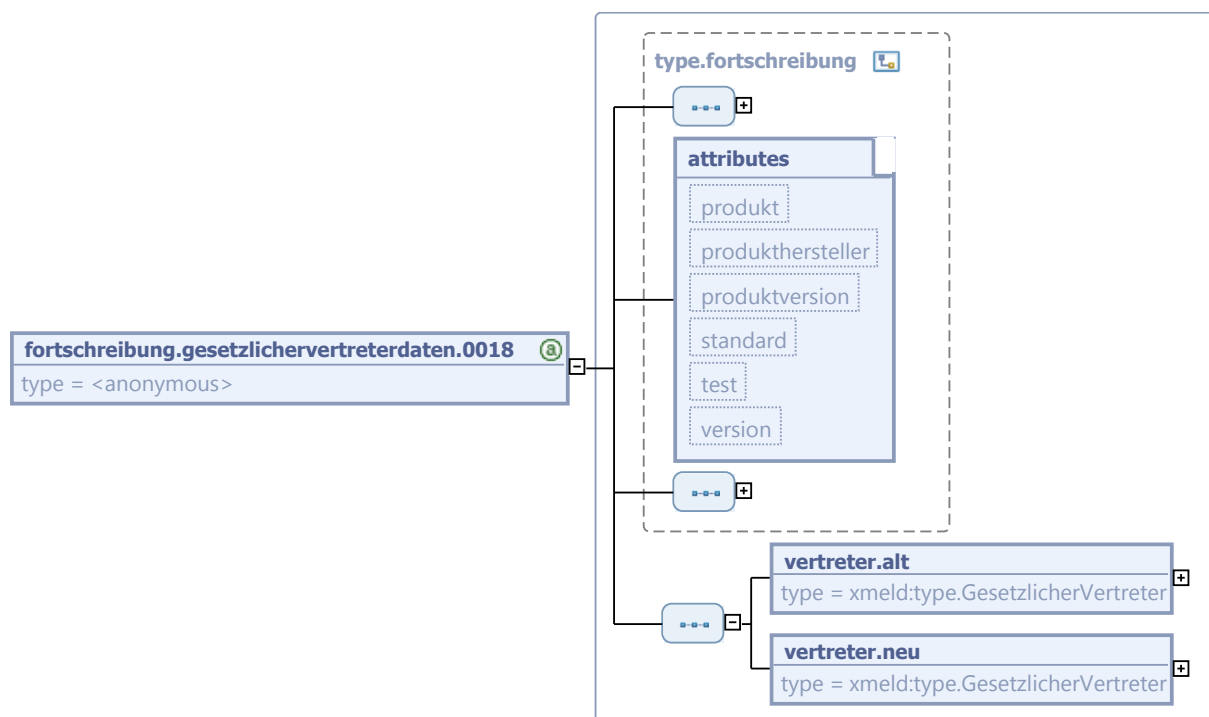 type.fortschreibung
attributes
produkt
produkthersteller
produktversion
standard
test
version
fortschreibung.gesetzlichervertreterdaten.0018 a
type = <anonymous>
vertreter.alt
type = xmeld:type.GesetzlicherVertreter
vertreter.neu
type = xmeld:type.GesetzlicherVertreter